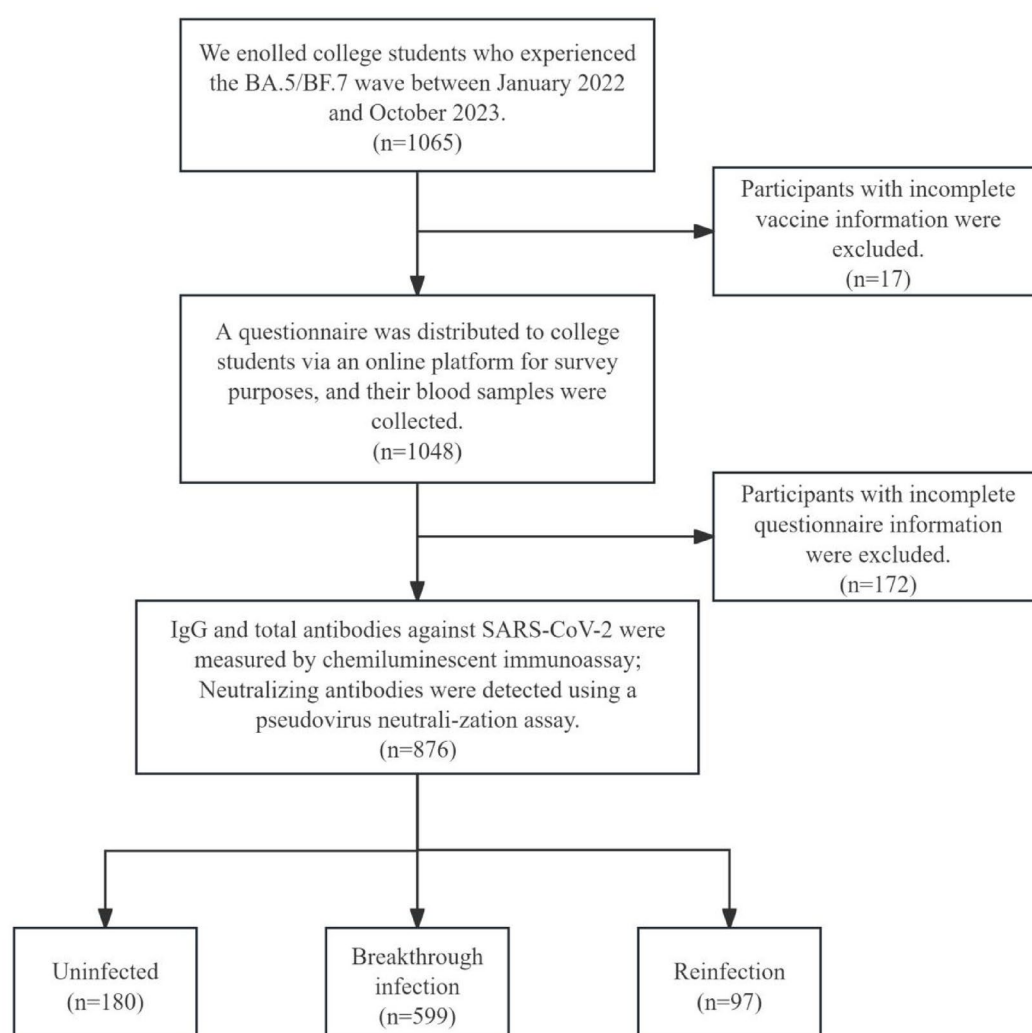 We enolled college students who experienced
the BA.5/BF.7 wave between January 2022
and October 2023.
(n=1065)
Participants with incomplete
vaccine information were
excluded.
(n=17)
A questionnaire was distributed to college
students via an online platform for survey
purposes, and their blood samples were
collected.
(n=1048)
Participants with incomplete
questionnaire information
were excluded.
(n=172)
IgG and total antibodies against SARS-CoV-2 were
measured by chemiluminescent immunoassay;
Neutralizing antibodies were detected using a
pseudovirus neutrali-zation assay.
(n=876)
Uninfected
(n=180)
Breakthrough
infection
(n=599)
Reinfection
(n=97)